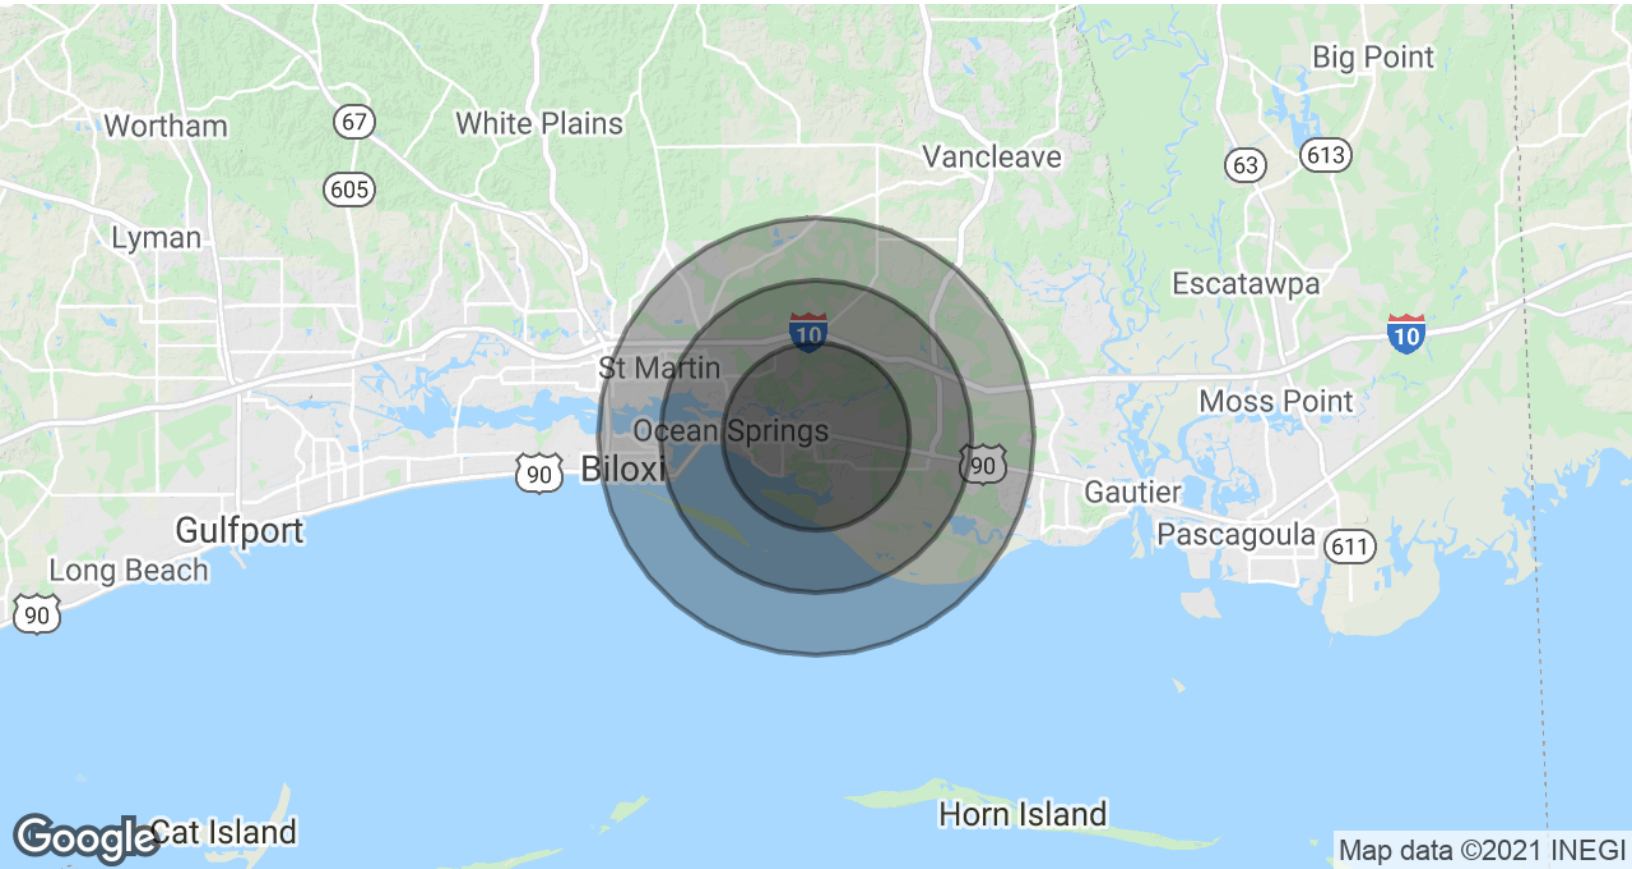 Big Point
Wortham
67
White Plains
Vancleave
63
613
605
Lyman
Escatawpa
10
10
St Martin
Moss Point
Ocean Springs
Biloxi
90
90
Gautier
Gulfport
Pascagoula
611
Long Beach
90
Horn Island
Google
Cat Island
Map data ©2021 INEGI